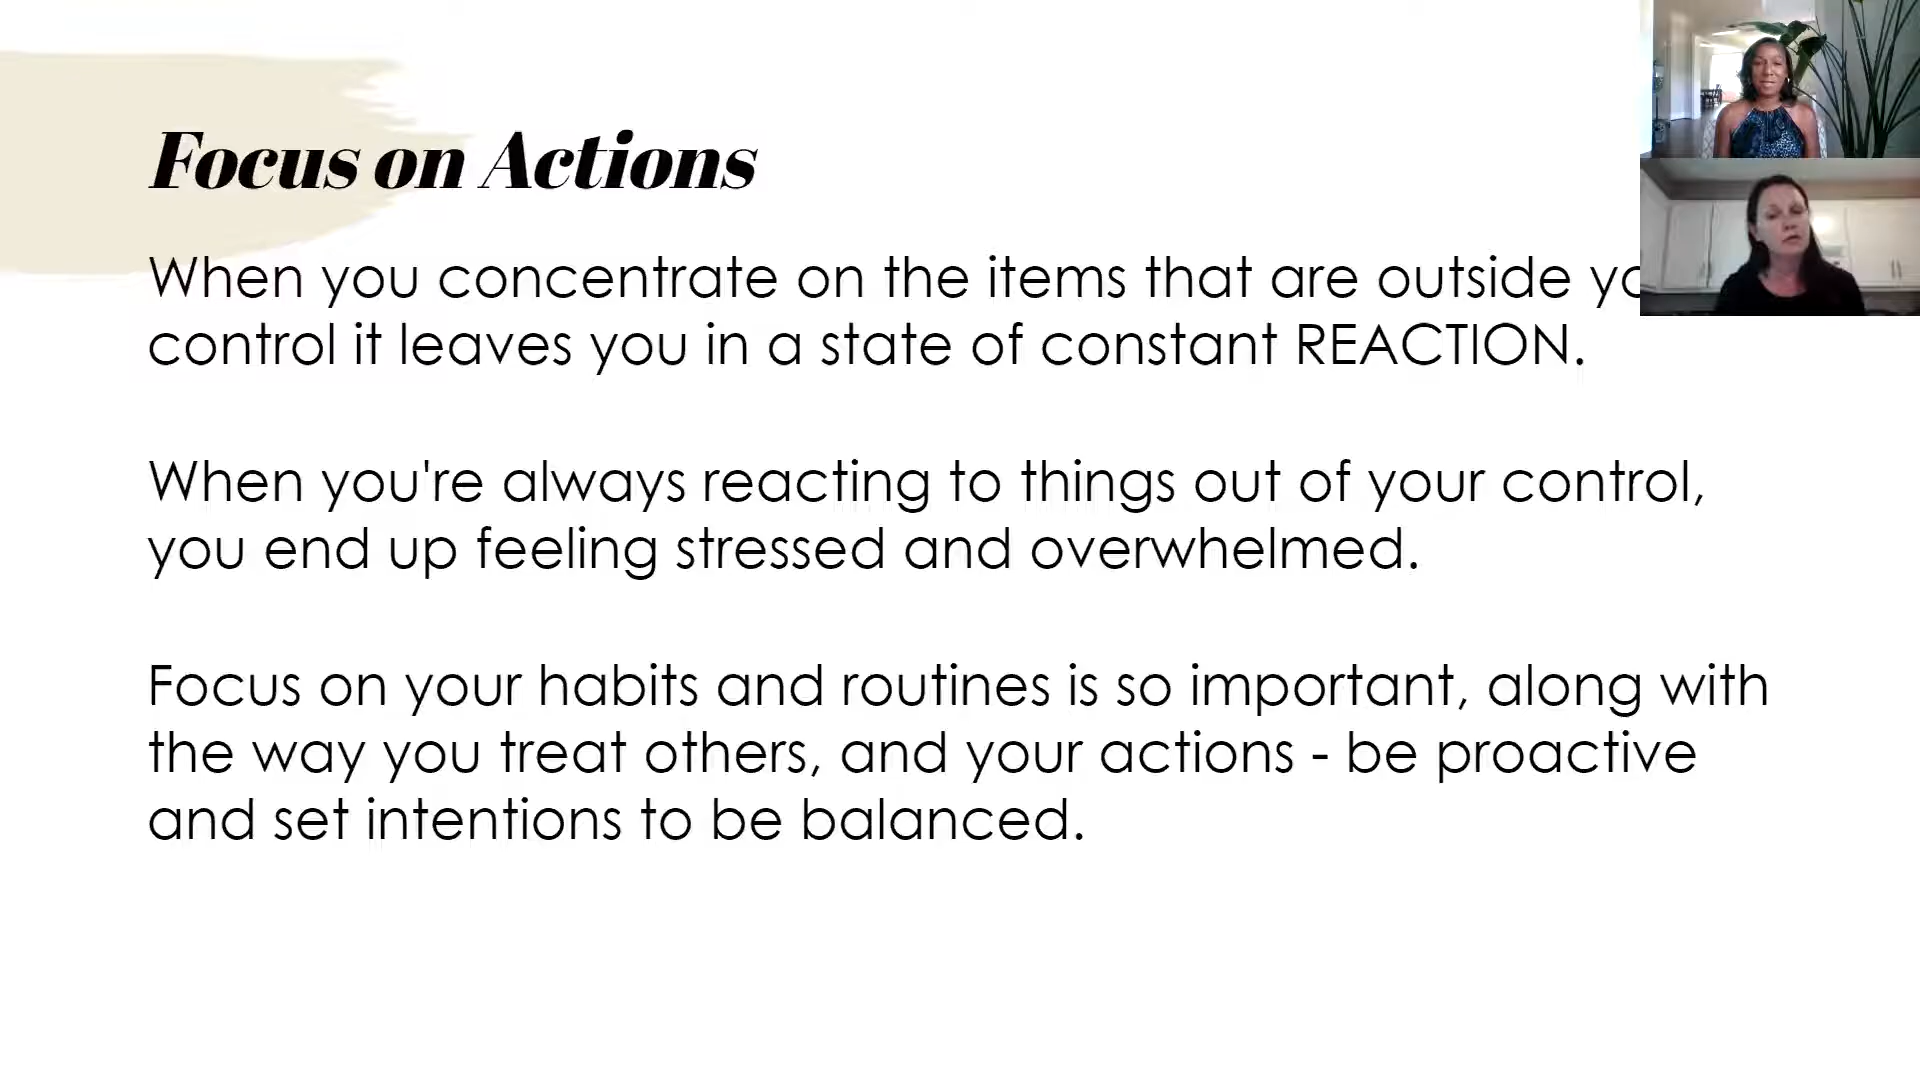 Focus on Actions
When you concentrate on the items that are outside
control it leaves you in a state of constant REACTION.
When you're always reacting to things out of your control,
you end up feeling stressed and overwhelmed.
Focus on your habits and routines is so important, along with
the way you treat others, and your actions - be proactive
and set intentions to be balanced.